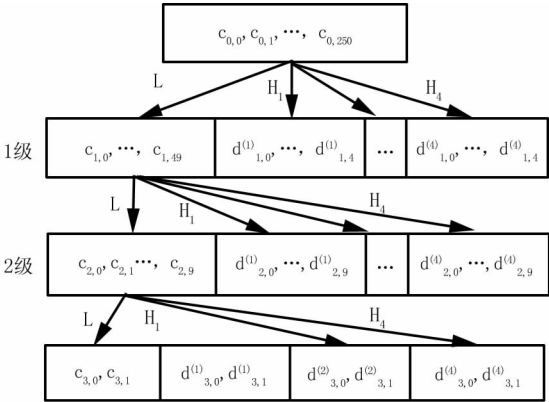 c₀,₀,c₀,₁,⋯, c₀,₂₅₀
L H₁ H₄
1级 c₁,₀,⋯, c₁,₄₉ d⁽¹⁾₁,₀,⋯, d⁽¹⁾₁,₄ ⋯ d⁽⁴⁾₁,₀,⋯, d⁽⁴⁾₁,₄
L H₁ H₄
2级 c₂,₀,c₂,₁⋯, c₂,₉ d⁽¹⁾₂,₀,⋯,d⁽¹⁾₂,₉ ⋯ d⁽⁴⁾₂,₀,⋯,d⁽⁴⁾₂,₉
L H₁ H₄
c₃,₀,c₃,₁ d⁽¹⁾₃,₀,d⁽¹⁾₃,₁ d⁽²⁾₃,₀,d⁽²⁾₃,₁ d⁽⁴⁾₃,₀,d⁽⁴⁾₃,₁